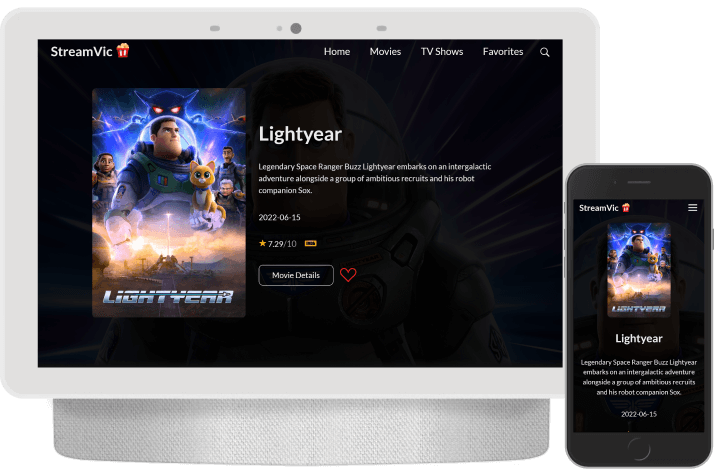 StreamVic
Home Movies TV Shows Favorites
Lightyear
Legendary Space Ranger Buzz Lightyear embarks on an intergalactic
adventure alongside a group of ambitious recruits and his robot
companion Sox.
2022-06-15
7.29/10 IMDb
Movie Details
LIGHTYEAR
StreamVic
LIGHTYEAR
Lightyear
Legendary Space Ranger Buzz Lightyear
embarks on an intergalactic adventure
alongside a group of ambitious recruits
and his robot companion Sox.
2022-06-15